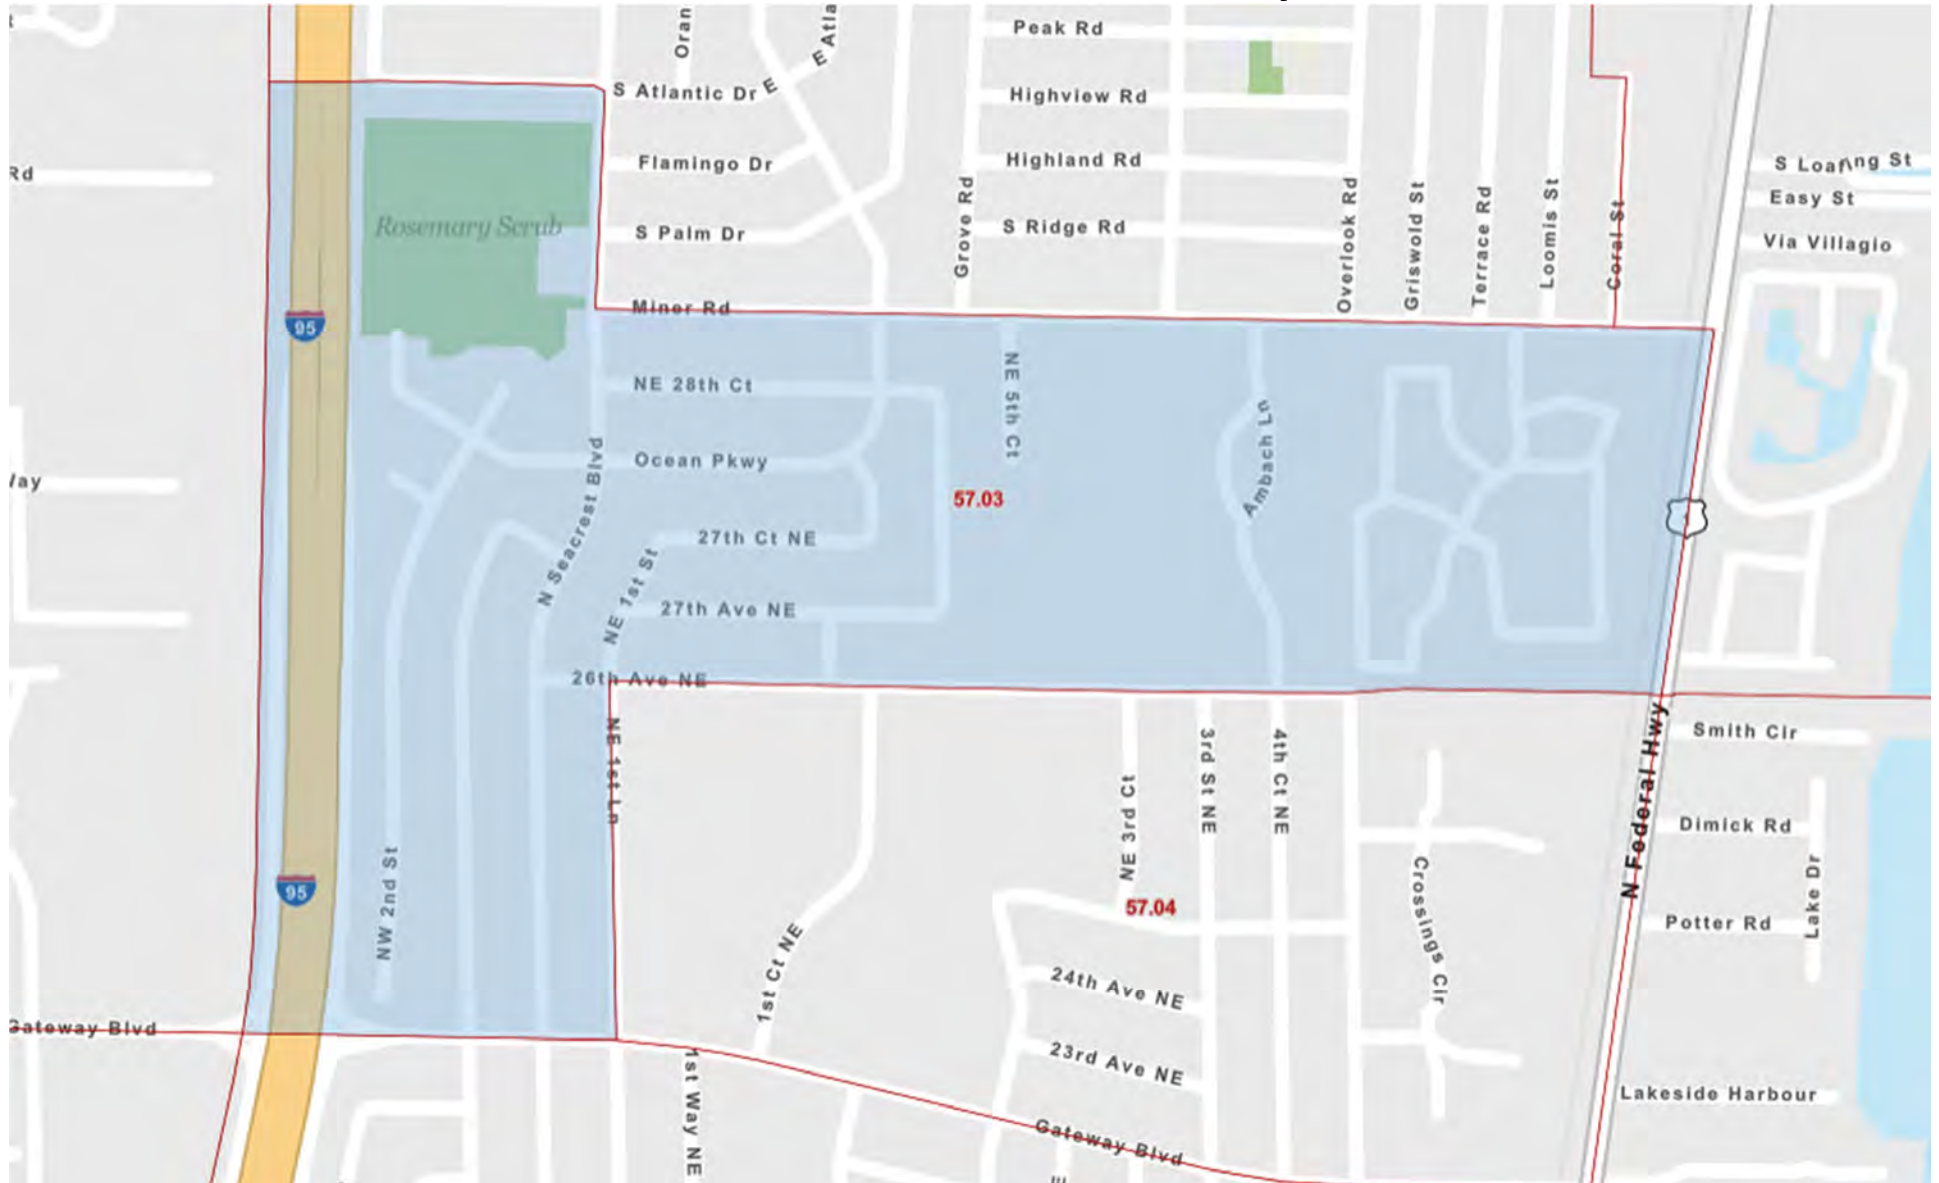 Oran
E Atla
Peak Rd
S Atlantic Dr E
Highview Rd
Rd
Flamingo Dr
Highland Rd
S Loaf
ng St
Easy St
Rosemary Scrub
S Palm Dr
Grove Rd
S Ridge Rd
Overlook Rd
Griswold St
Terrace Rd
Loomis St
Coral St
Via Villagio
95
Miner Rd
NE 28th Ct
NE 5th Ct
Ambach Ln
Ocean Pkwy
N Seacrest Blvd
57.03
1
27th Ct NE
NE 1st St
27th Ave NE
26th Ave NE
NE 1st Ln
3rd St NE
4th Ct NE
N Federal Hwy
Smith Cir
NE 3rd Ct
Dimick Rd
NW 2nd St
95
57.04
Crossings Cir
Lake Dr
Potter Rd
1st Ct NE
24th Ave NE
Gateway Blvd
23rd Ave NE
1st Way NE
Lakeside Harbour
Gateway Blvd